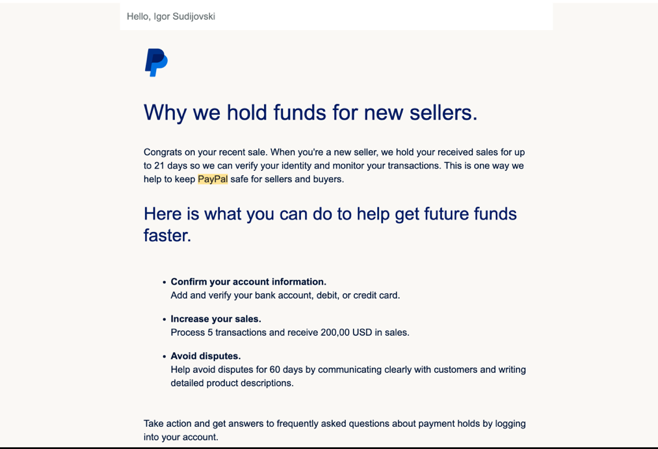 Hello, Igor Sudijovski
Why we hold funds for new sellers.
Congrats on your recent sale. When you're a new seller, we hold your received sales for up
to 21 days so we can verify your identity and monitor your transactions. This is one way we
help to keep PayPal safe for sellers and buyers.
Here is what you can do to help get future funds
faster.
• Confirm your account information.
Add and verify your bank account, debit, or credit card.
• Increase your sales.
Process 5 transactions and receive 200,00 USD in sales.
• Avoid disputes.
Help avoid disputes for 60 days by communicating clearly with customers and writing
detailed product descriptions.
Take action and get answers to frequently asked questions about payment holds by logging
into your account.